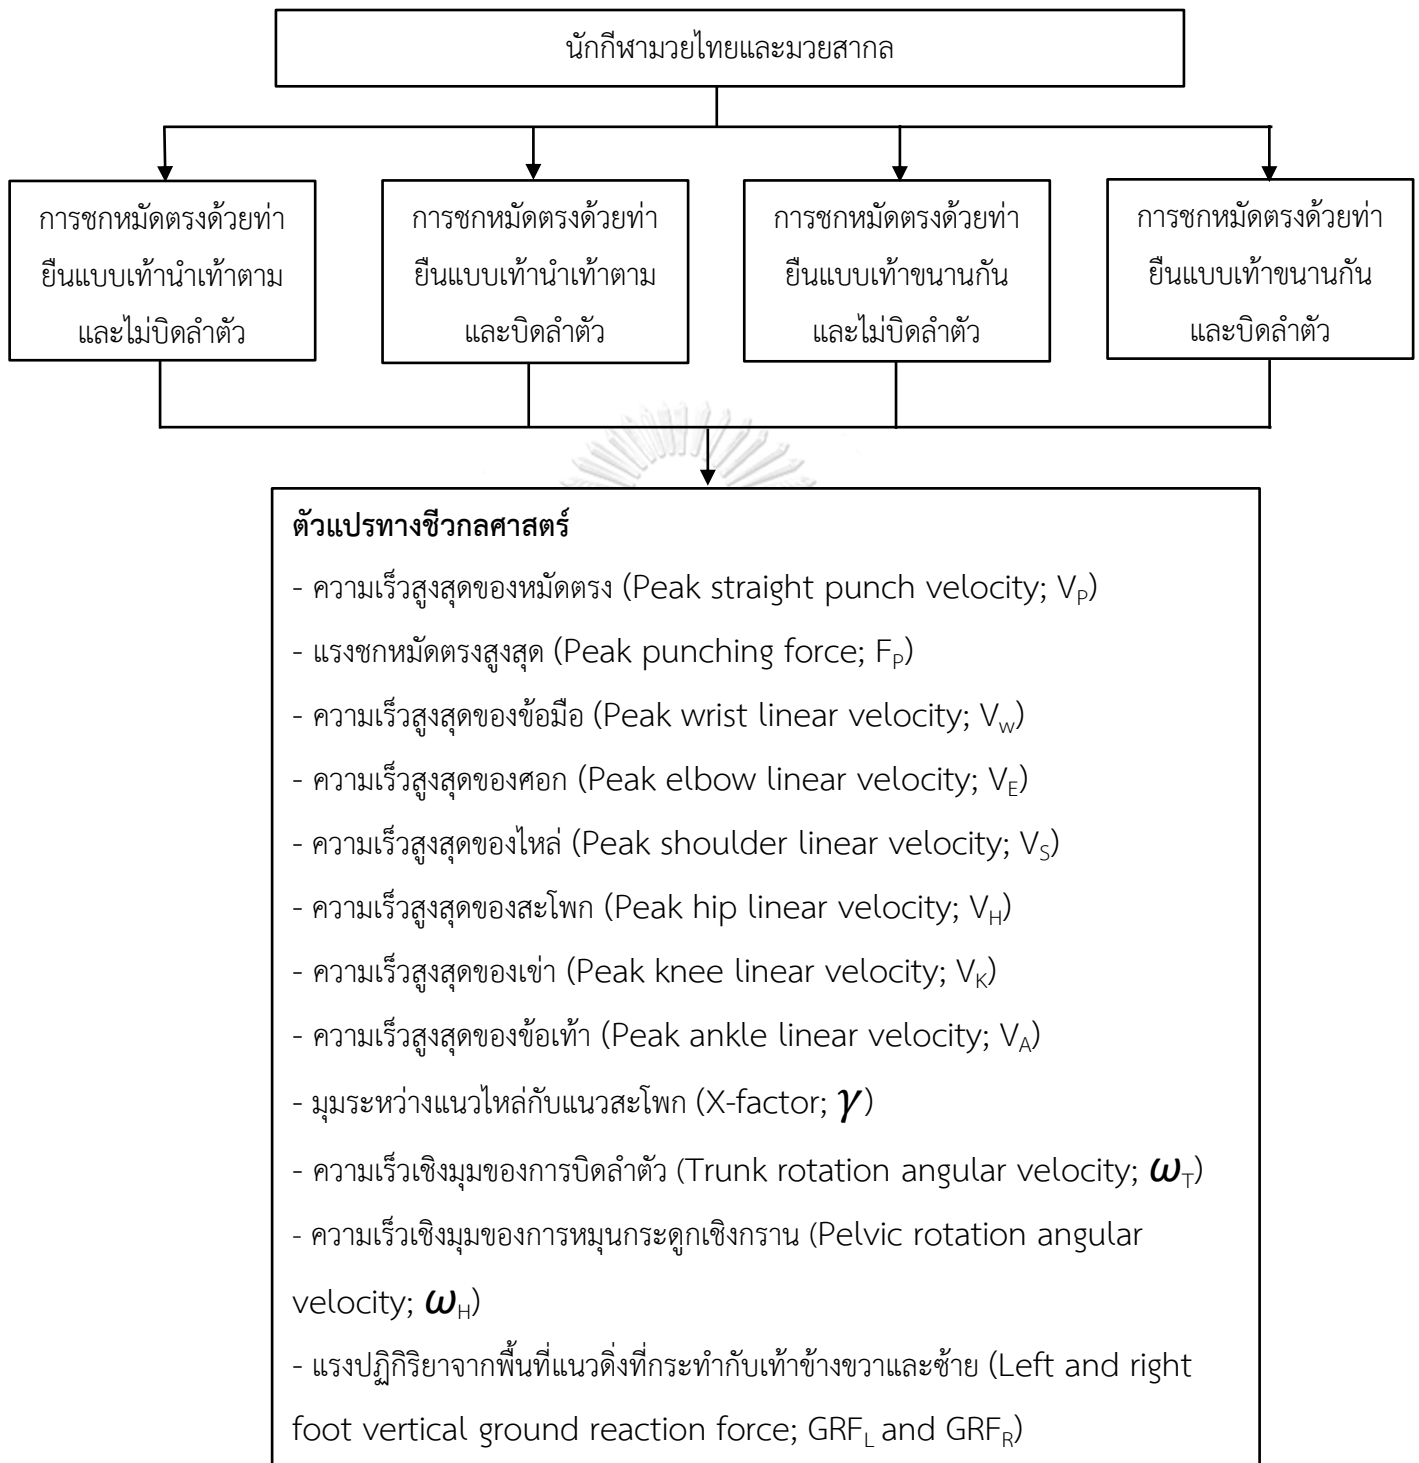 นักกีฬามวยไทยและมวยสากล
การชกหมัดตรงด้วยท่า
ยืนแบบเท้านำเท้าตาม
และไม่บิดลำตัว
การชกหมัดตรงด้วยท่า
ยืนแบบเท้านำเท้าตาม
และบิดลำตัว
การชกหมัดตรงด้วยท่า
ยืนแบบเท้าขนานกัน
และไม่บิดลำตัว
การชกหมัดตรงด้วยท่า
ยืนแบบเท้าขนานกัน
และบิดลำตัว
ตัวแปรทางชีวกลศาสตร์
- ความเร็วสูงสุดของหมัดตรง (Peak straight punch velocity; V_P)
- แรงชกหมัดตรงสูงสุด (Peak punching force; F_P)
- ความเร็วสูงสุดของข้อมือ (Peak wrist linear velocity; V_w)
- ความเร็วสูงสุดของศอก (Peak elbow linear velocity; V_E)
- ความเร็วสูงสุดของไหล่ (Peak shoulder linear velocity; V_S)
- ความเร็วสูงสุดของสะโพก (Peak hip linear velocity; V_H)
- ความเร็วสูงสุดของเข่า (Peak knee linear velocity; V_K)
- ความเร็วสูงสุดของข้อเท้า (Peak ankle linear velocity; V_A)
- มุมระหว่างแนวไหล่กับแนวสะโพก (X-factor; γ)
- ความเร็วเชิงมุมของการบิดลำตัว (Trunk rotation angular velocity; ω_T)
- ความเร็วเชิงมุมของการหมุนกระดูกเชิงกราน (Pelvic rotation angular
velocity; ω_H)
- แรงปฏิกิริยาจากพื้นที่แนวดิ่งที่กระทำกับเท้าข้างขวาและซ้าย (Left and right
foot vertical ground reaction force; GRF_L and GRF_R)